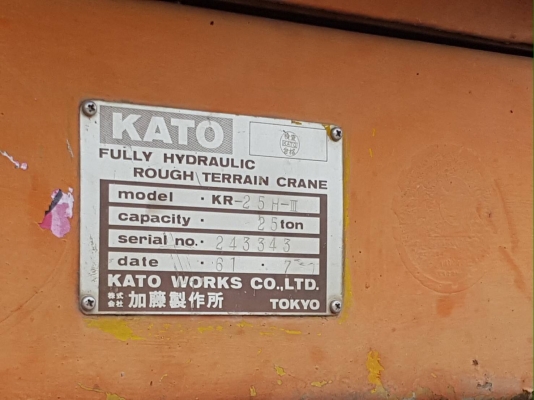 KATO
FULLY HYDRAULIC
ROUGH TERRAIN CRANE
model · KR-25H-III
capacity · 25ton
serial no. · 243343
date · 61 · 7
KATO WORKS CO.,LTD.
株式会社 加藤製作所 TOKYO